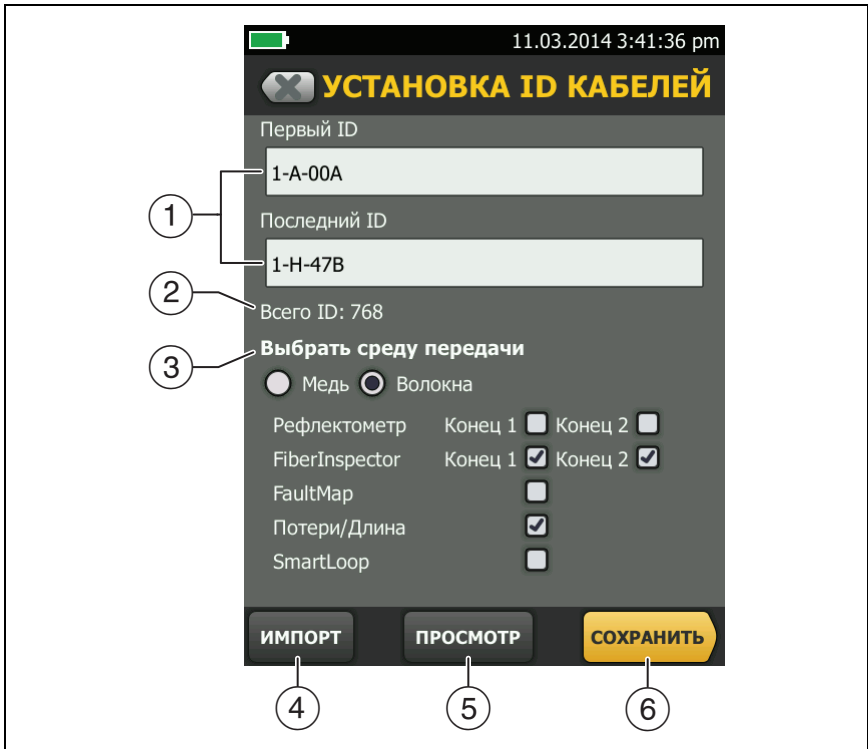 11.03.2014 3:41:36 pm
УСТАНОВКА ID КАБЕЛЕЙ
Первый ID
1-A-00A
1
Последний ID
1-H-47B
2
Всего ID: 768
3
Выбрать среду передачи
Медь Волокна
Рефлектометр Конец 1 Конец 2
FiberInspector Конец 1 Конец 2
FaultMap
Потери/Длина
SmartLoop
ИМПОРТ ПРОСМОТР СОХРАНИТЬ
4 5 6